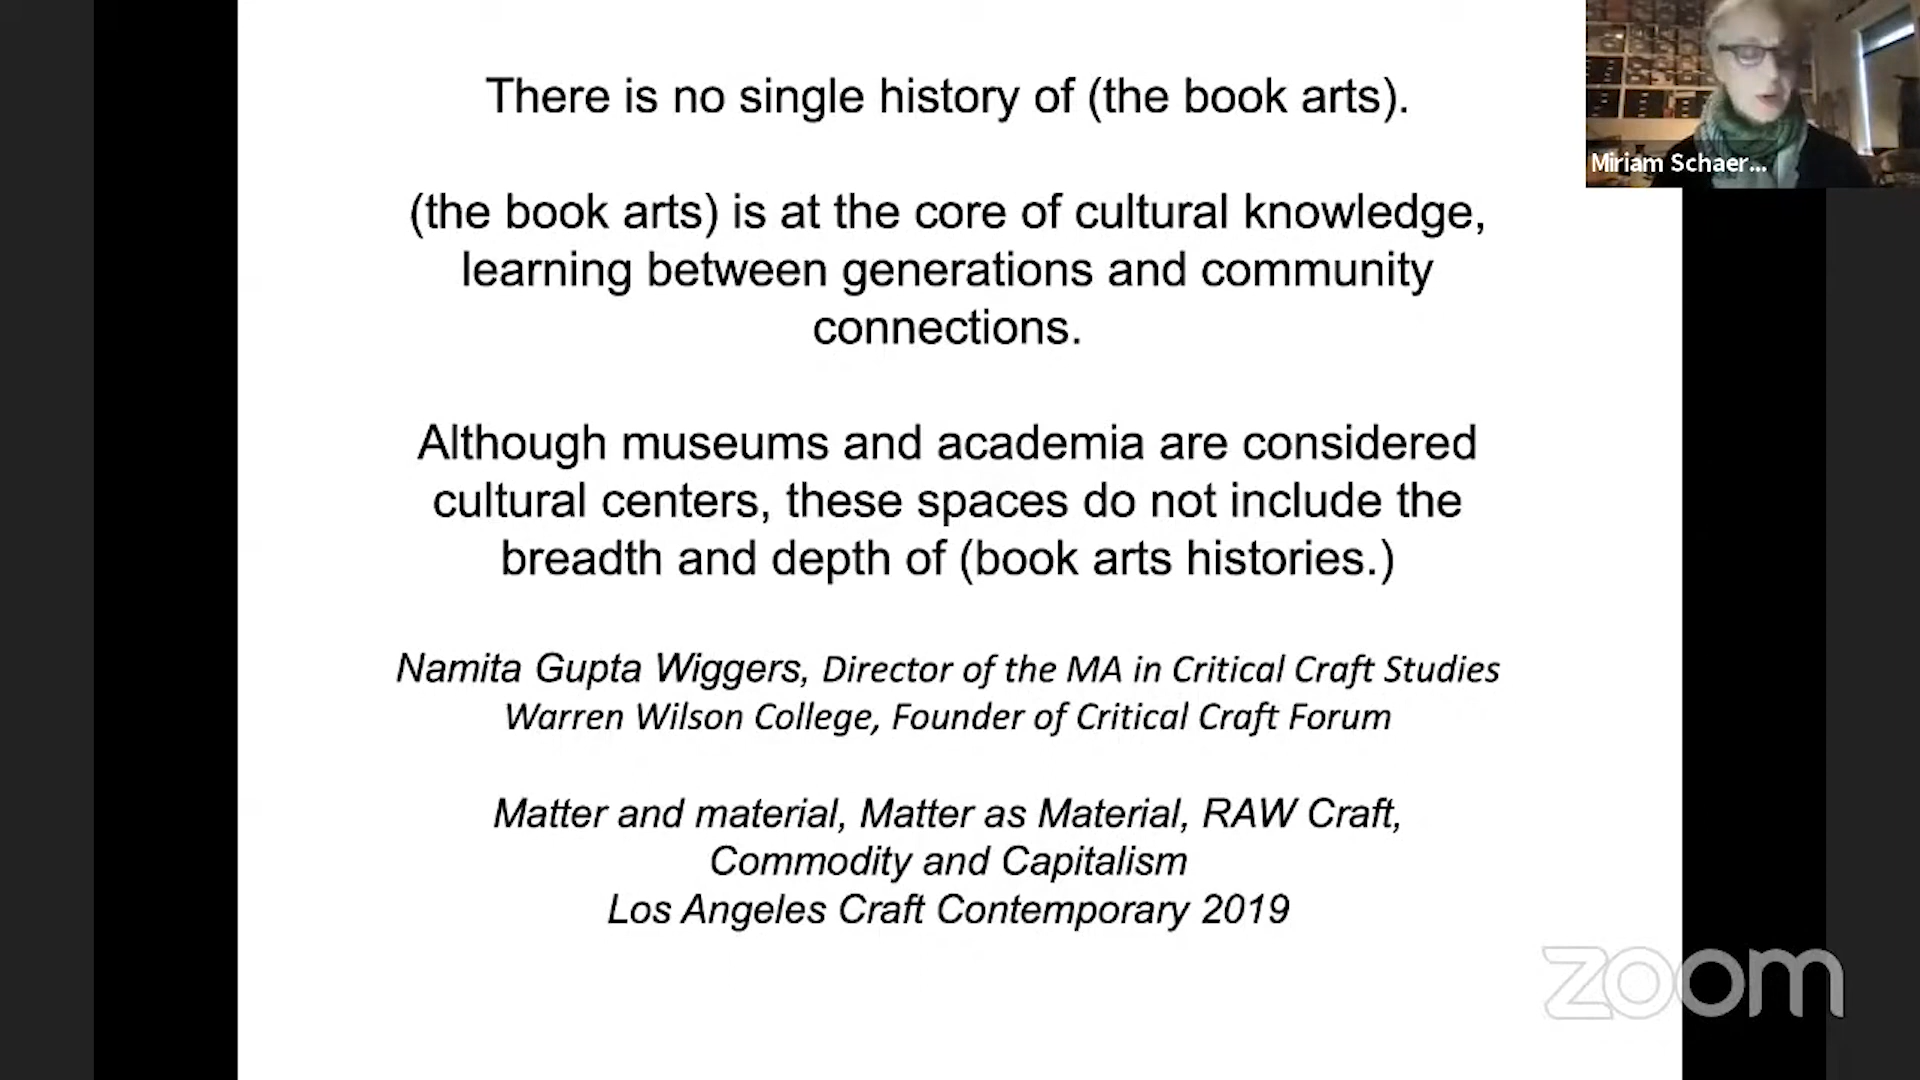 There is no single history of (the book arts).
(the book arts) is at the core of cultural knowledge,
learning between generations and community
connections.
Although museums and academia are considered
cultural centers, these spaces do not include the
breadth and depth of (book arts histories.)
Namita Gupta Wiggers, Director of the MA in Critical Craft Studies
Warren Wilson College, Founder of Critical Craft Forum
Matter and material, Matter as Material, RAW Craft,
Commodity and Capitalism
Los Angeles Craft Contemporary 2019
Miriam Schaer...
zoom